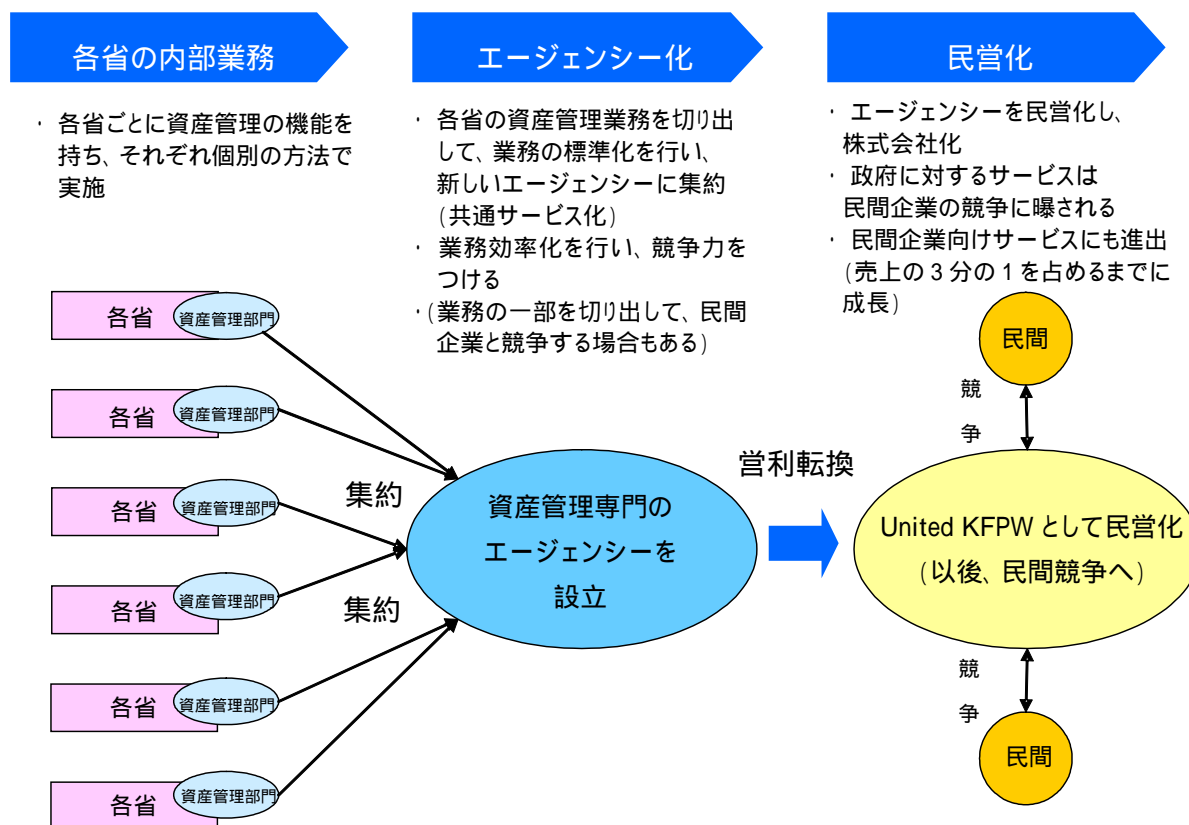 各省の内部業務
エージェンシー化
民営化
· 各省ごとに資産管理の機能を
持ち、それぞれ個別の方法で
実施
· 各省の資産管理業務を切り出
して、業務の標準化を行い、
新しいエージェンシーに集約
(共通サービス化)
· 業務効率化を行い、競争力を
つける
·(業務の一部を切り出して、民間
企業と競争する場合もある)
· エージェンシーを民営化し、
株式会社化
· 政府に対するサービスは
民間企業の競争に曝される
· 民間企業向けサービスにも進出
(売上の3分の1を占めるまでに
成長)
各省
資産管理部門
各省
資産管理部門
各省
資産管理部門
各省
資産管理部門
各省
資産管理部門
各省
資産管理部門
集約
集約
資産管理専門の
エージェンシーを
設立
営利転換
民間
競
争
United KFPW として民営化
(以後、民間競争へ)
競
争
民間